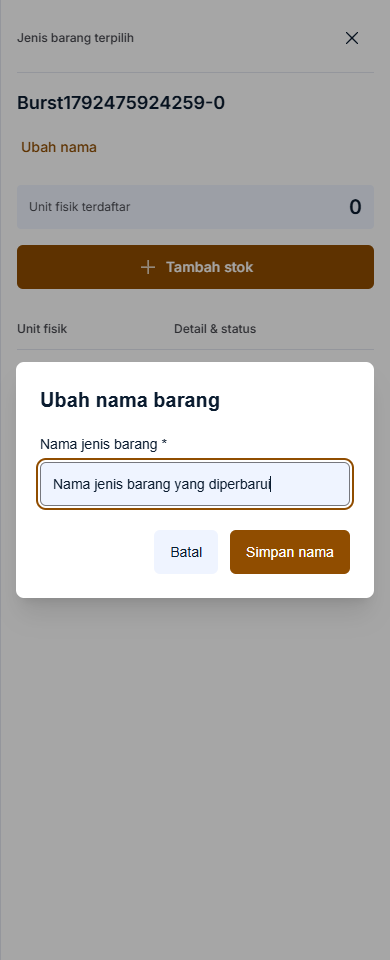 Jenis barang terpilih
Burst1792475924259-0
Ubah nama
Unit fisik terdaftar 0
Tambah stok
Unit fisik Detail & status
Ubah nama barang
Nama jenis barang *
Nama jenis barang yang diperbarui
Batal Simpan nama